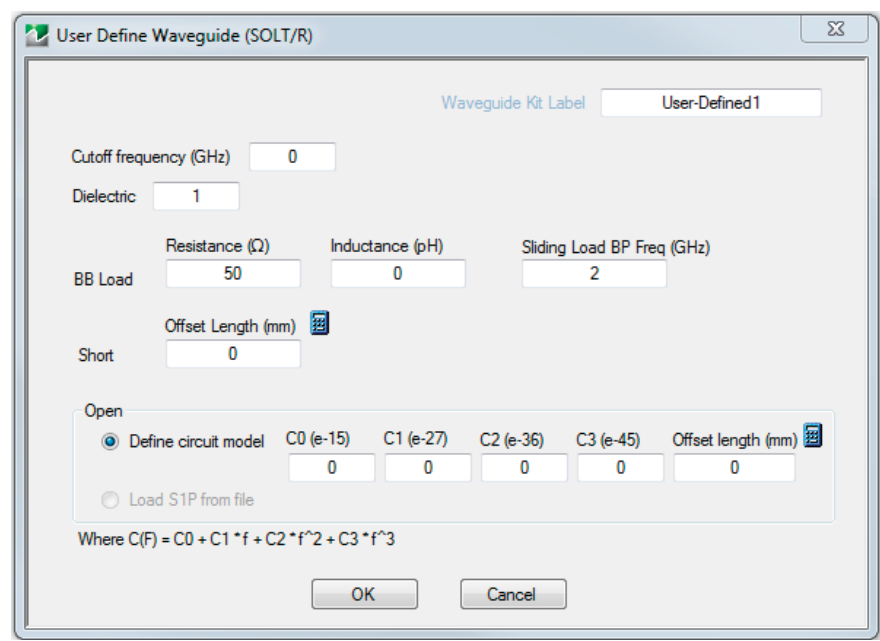 User Define Waveguide (SOLT/R)
Waveguide Kit Label User-Defined1
Cutoff frequency (GHz) 0
Dielectric 1
Resistance (Ω) Inductance (pH) Sliding Load BP Freq (GHz)
BB Load 50 0 2
Offset Length (mm)
Short 0
Open
Define circuit model C0 (e-15) C1 (e-27) C2 (e-36) C3 (e-45) Offset length (mm)
0 0 0 0 0
Load S1P from file
Where C(F) = C0 + C1 *f + C2 *f^2 + C3 *f^3
OK Cancel